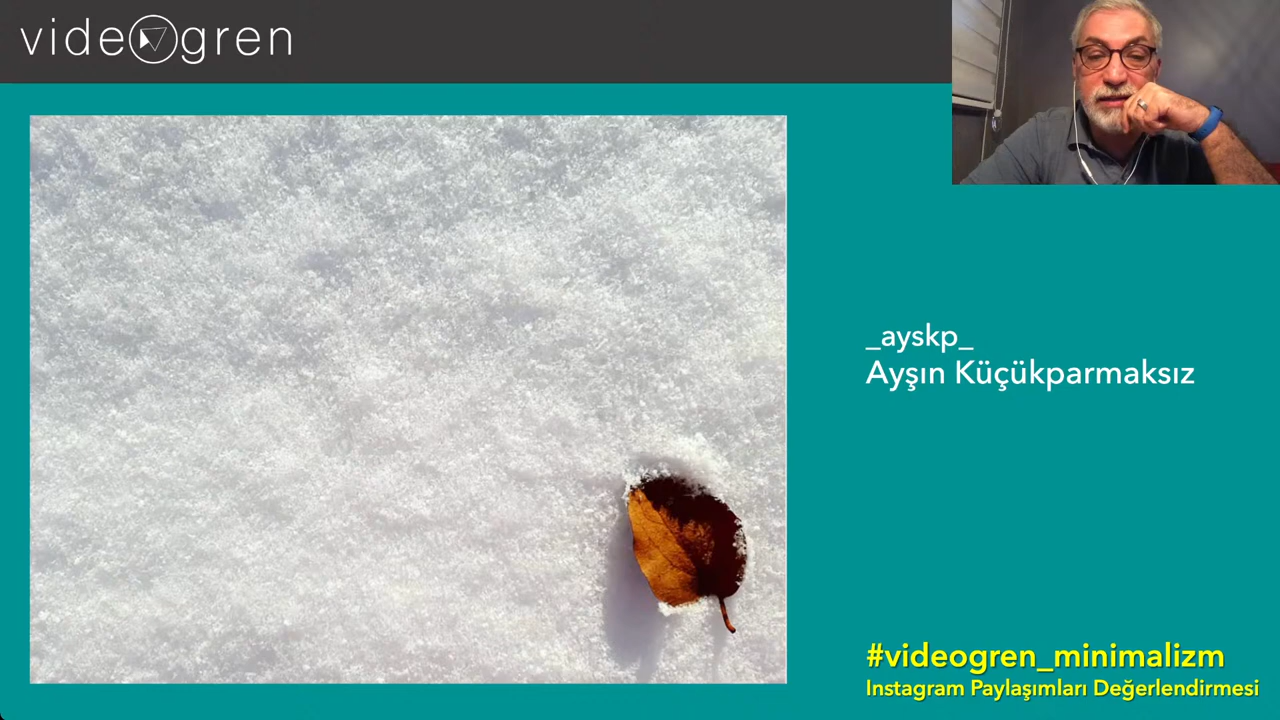 videogren
_ayskp_
Ayşın Küçükparmaksız
#videogren_minimalizm
Instagram Paylaşımları Değerlendirmesi